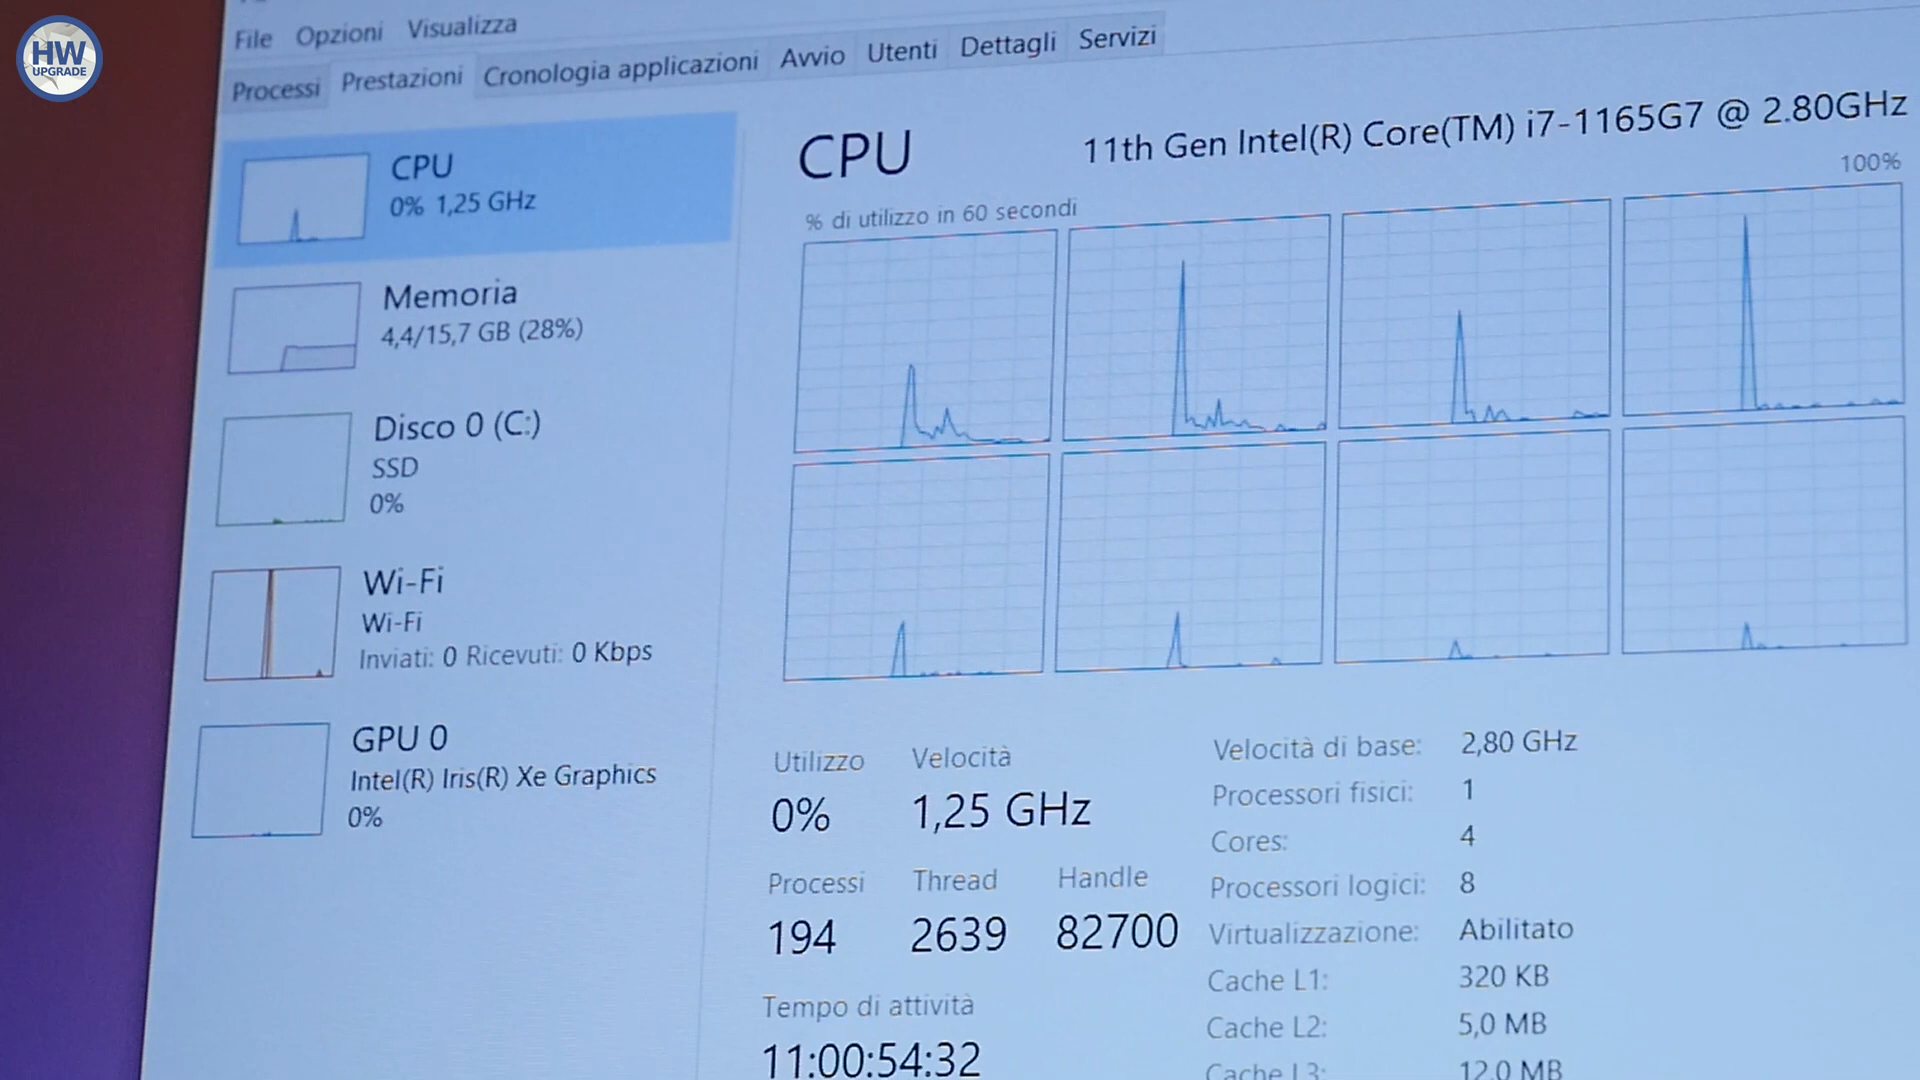 HW
UPGRADE
File Opzioni Visualizza
Processi Prestazioni Cronologia applicazioni Avvio Utenti Dettagli Servizi
CPU
0% 1,25 GHz
Memoria
4,4/15,7 GB (28%)
Disco 0 (C:)
SSD
0%
Wi-Fi
Wi-Fi
Inviati: 0 Ricevuti: 0 Kbps
GPU 0
Intel(R) Iris(R) Xe Graphics
0%
CPU
11th Gen Intel(R) Core(TM) i7-1165G7 @ 2.80GHz
% di utilizzo in 60 secondi
100%
Utilizzo Velocità
0% 1,25 GHz
Processi Thread Handle
194 2639 82700
Tempo di attività
11:00:54:32
Velocità di base: 2,80 GHz
Processori fisici: 1
Cores: 4
Processori logici: 8
Virtualizzazione: Abilitato
Cache L1: 320 KB
Cache L2: 5,0 MB
Cache L3: 12,0 MB